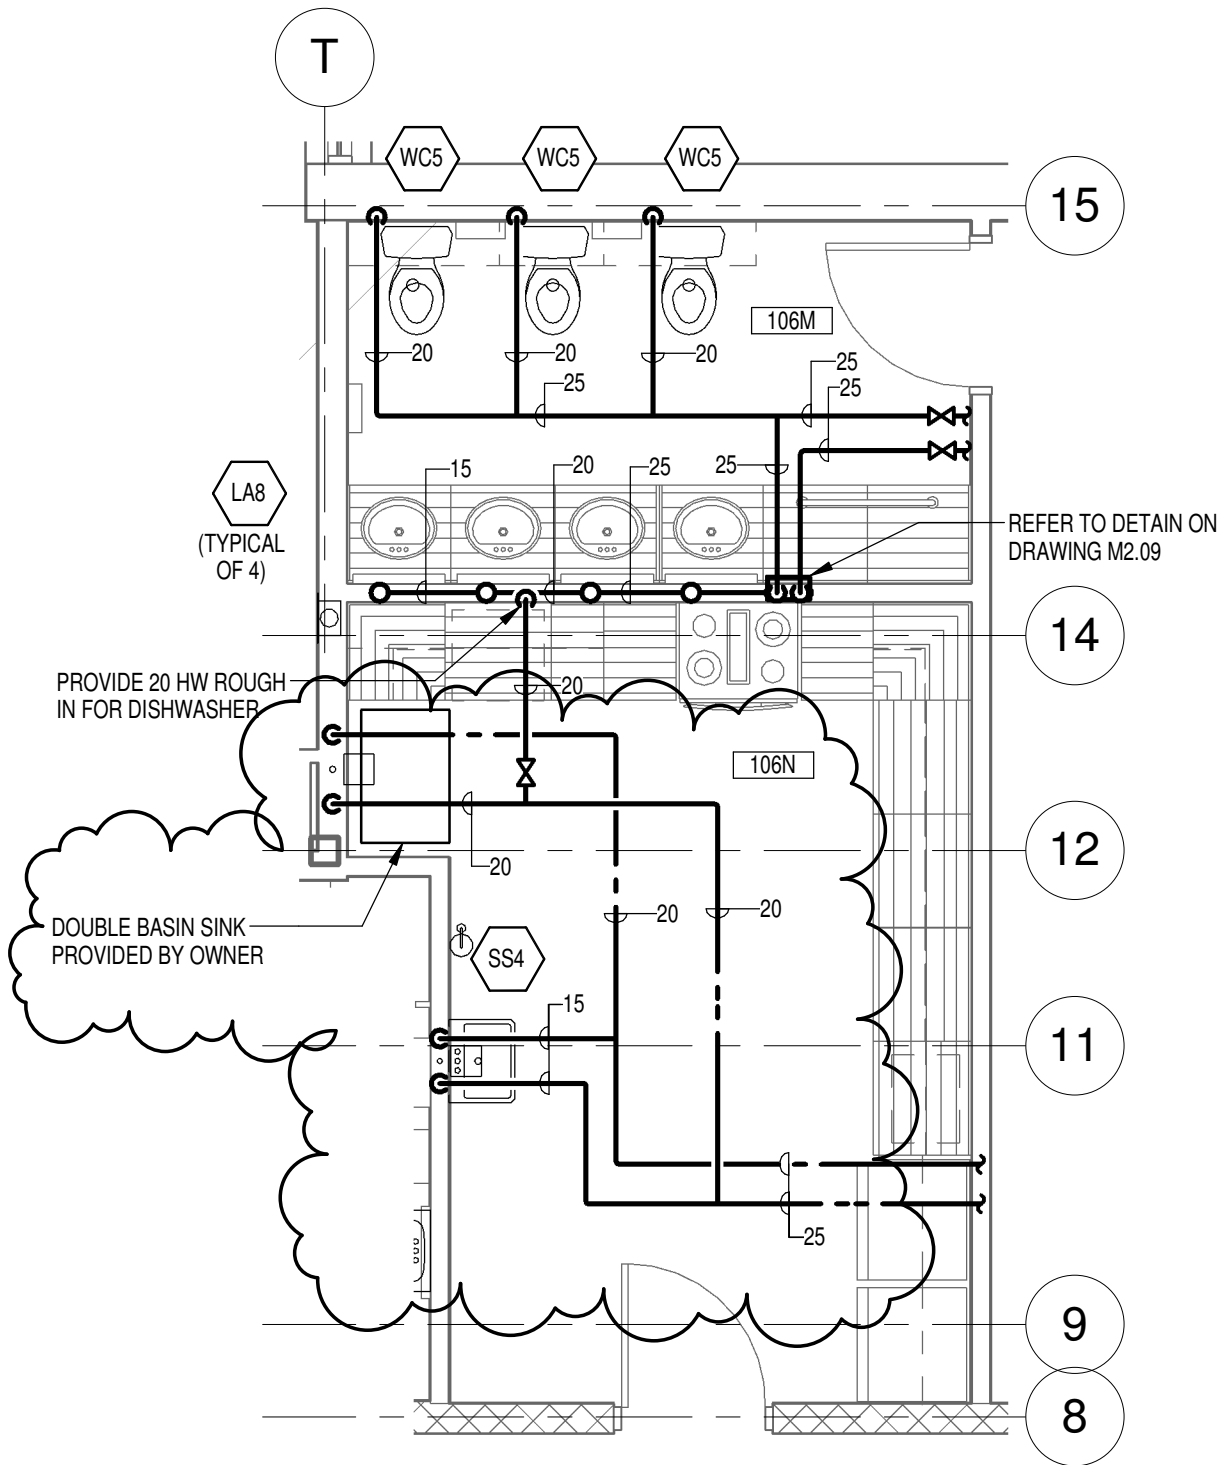 T
WC5
WC5
WC5
15
106M
20
20
20
25
25
25
15
20
25
25
LA8
(TYPICAL
OF 4)
REFER TO DETAIN ON
DRAWING M2.09
14
PROVIDE 20 HW ROUGH
IN FOR DISHWASHER
20
106N
12
20
20
20
DOUBLE BASIN SINK
PROVIDED BY OWNER
SS4
15
11
25
9
8